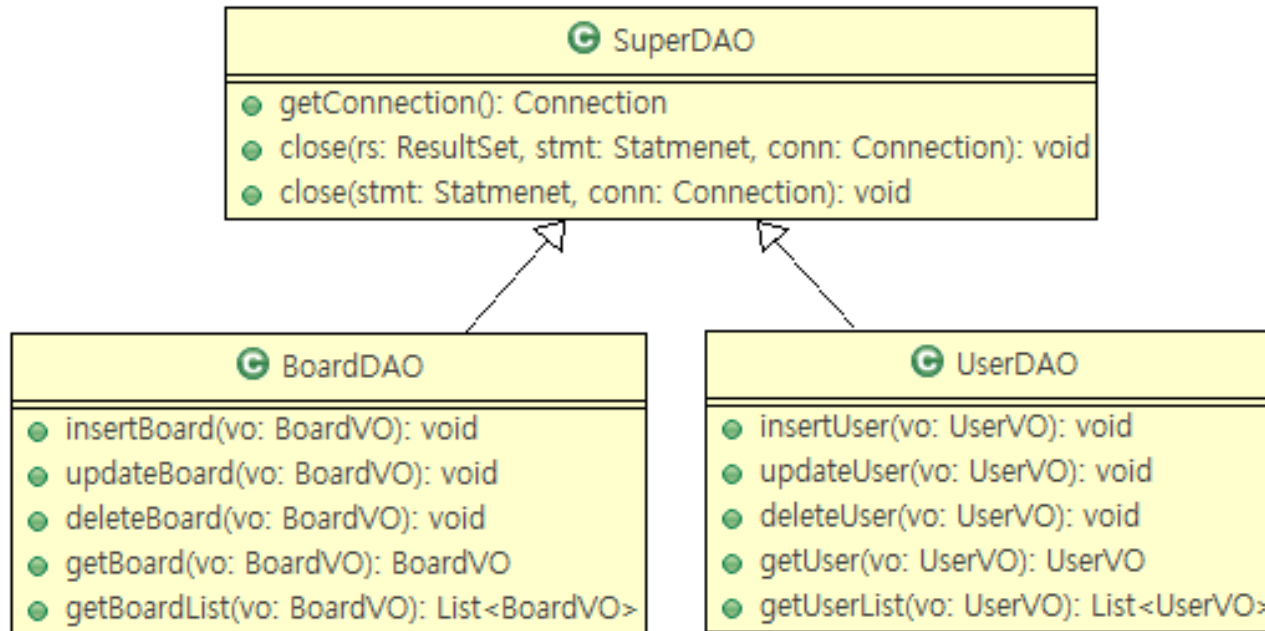 C SuperDAO
getConnection(): Connection
close(rs: ResultSet, stmt: Statmenet, conn: Connection): void
close(stmt: Statmenet, conn: Connection): void
C BoardDAO
insertBoard(vo: BoardVO): void
updateBoard(vo: BoardVO): void
deleteBoard(vo: BoardVO): void
getBoard(vo: BoardVO): BoardVO
getBoardList(vo: BoardVO): List<BoardVO>
C UserDAO
insertUser(vo: UserVO): void
updateUser(vo: UserVO): void
deleteUser(vo: UserVO): void
getUser(vo: UserVO): UserVO
getUserList(vo: UserVO): List<UserVO>